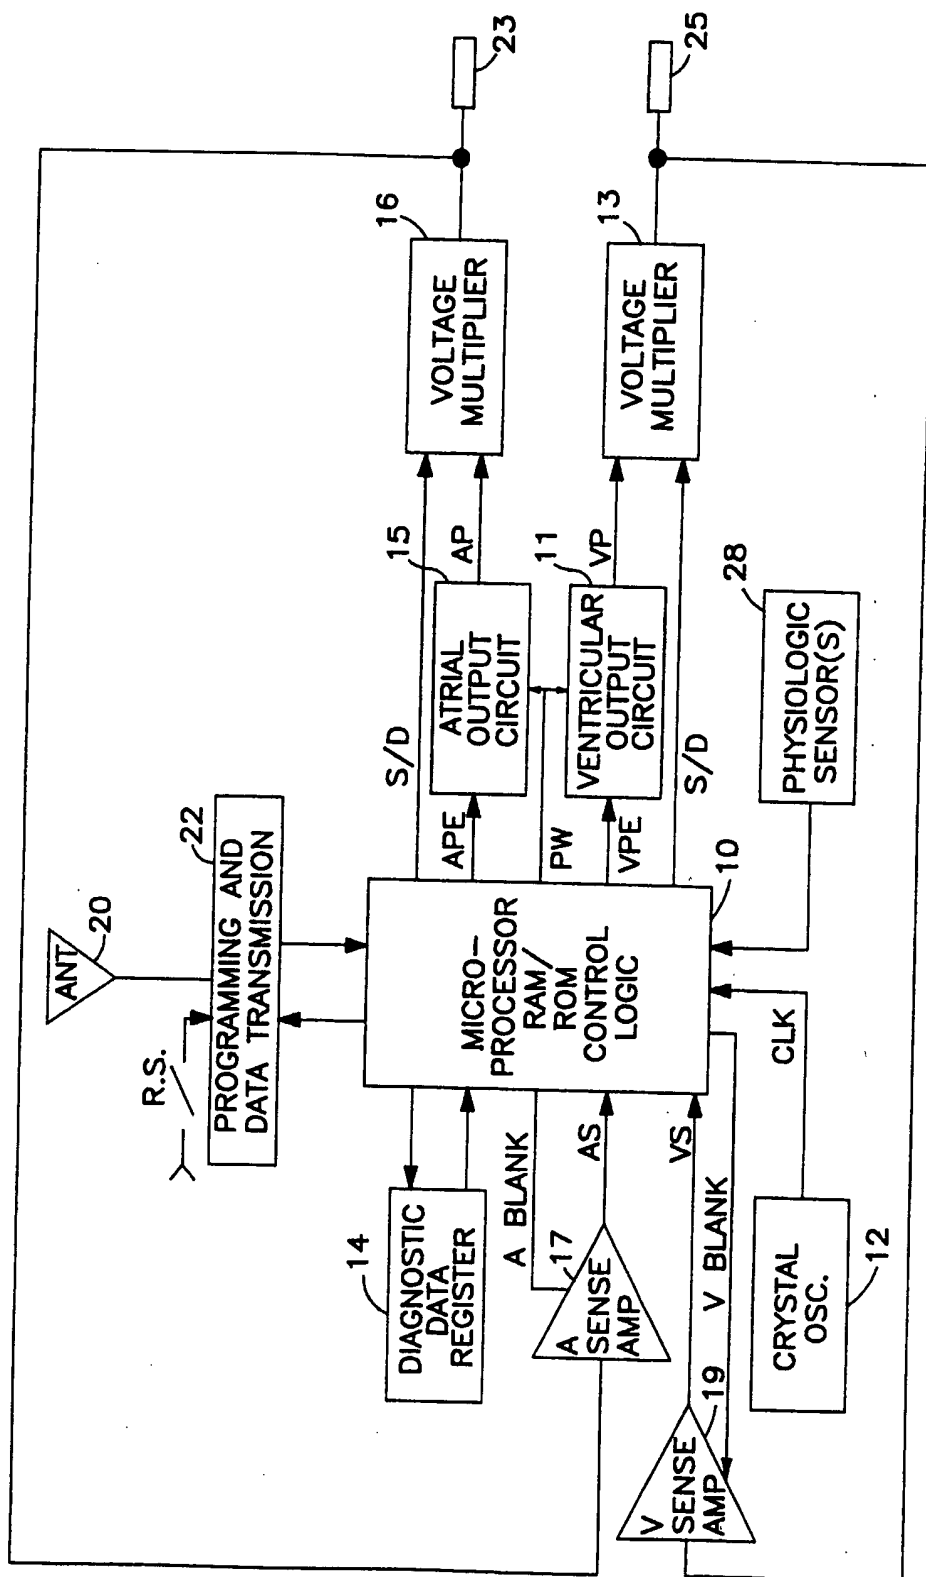 ANT
20
R.S.
22
PROGRAMMING AND
DATA TRANSMISSION
14
DIAGNOSTIC
DATA
REGISTER
A BLANK
17
A
SENSE
AMP
AS
VS
V BLANK
19
V
SENSE
AMP
CRYSTAL
OSC.
12
CLK
MICRO-
PROCESSOR
RAM/
ROM
CONTROL
LOGIC
10
S/D
APE
PW
VPE
S/D
15
ATRIAL
OUTPUT
CIRCUIT
AP
11
VENTRICULAR
OUTPUT
CIRCUIT
VP
28
PHYSIOLOGIC
SENSOR(S)
16
VOLTAGE
MULTIPLIER
13
VOLTAGE
MULTIPLIER
23
25